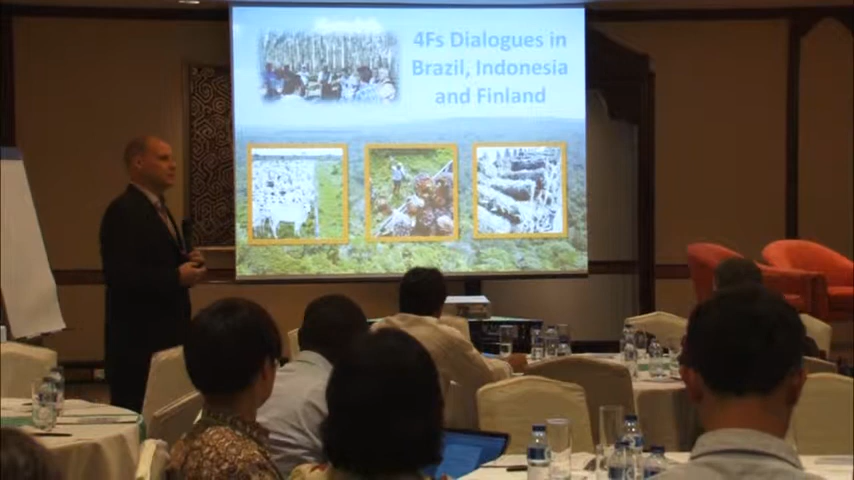 4Fs Dialogues in
Brazil, Indonesia
and Finland